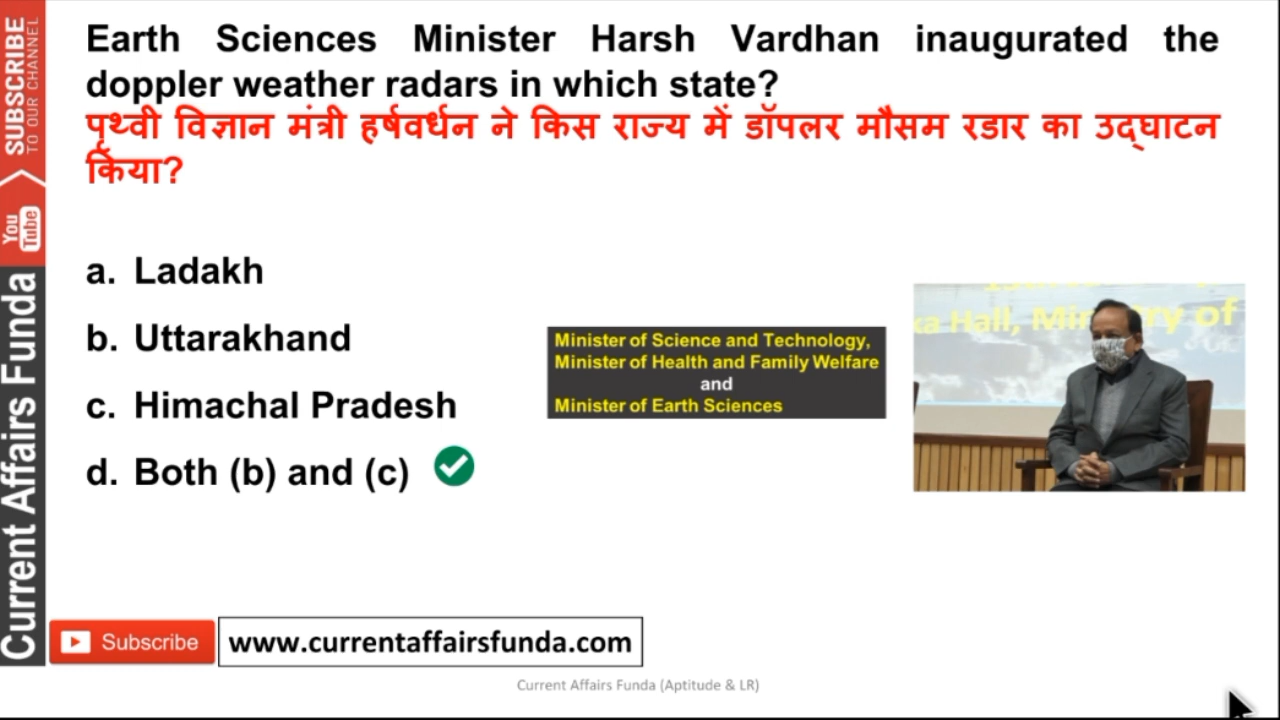 Earth Sciences Minister Harsh Vardhan inaugurated the
doppler weather radars in which state?
पृथ्वी विज्ञान मंत्री हर्षवर्धन ने किस राज्य में डॉपलर मौसम रडार का उद्घाटन
किया?
a. Ladakh
b. Uttarakhand
c. Himachal Pradesh
d. Both (b) and (c)
Minister of Science and Technology,
Minister of Health and Family Welfare
and
Minister of Earth Sciences
SUBSCRIBE
TO OUR CHANNEL
You
Tube
Current Affairs Funda
Subscribe
www.currentaffairsfunda.com
Current Affairs Funda (Aptitude & LR)